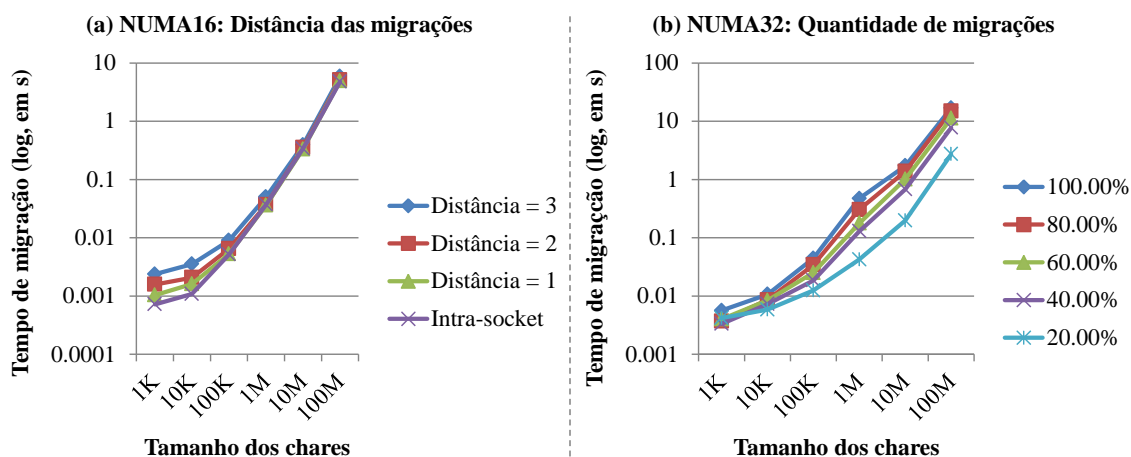 (a) NUMA16: Distância das migrações
Tempo de migração (log, em s)
10
1
0.1
0.01
0.001
0.0001
1K
10K
100K
1M
10M
100M
Tamanho dos chares
Distância = 3
Distância = 2
Distância = 1
Intra-socket
(b) NUMA32: Quantidade de migrações
Tempo de migracção (log, em s)
100
10
1
0.1
0.01
0.001
1K
10K
100K
1M
10M
100M
Tamanho dos chares
100.00%
80.00%
60.00%
40.00%
20.00%